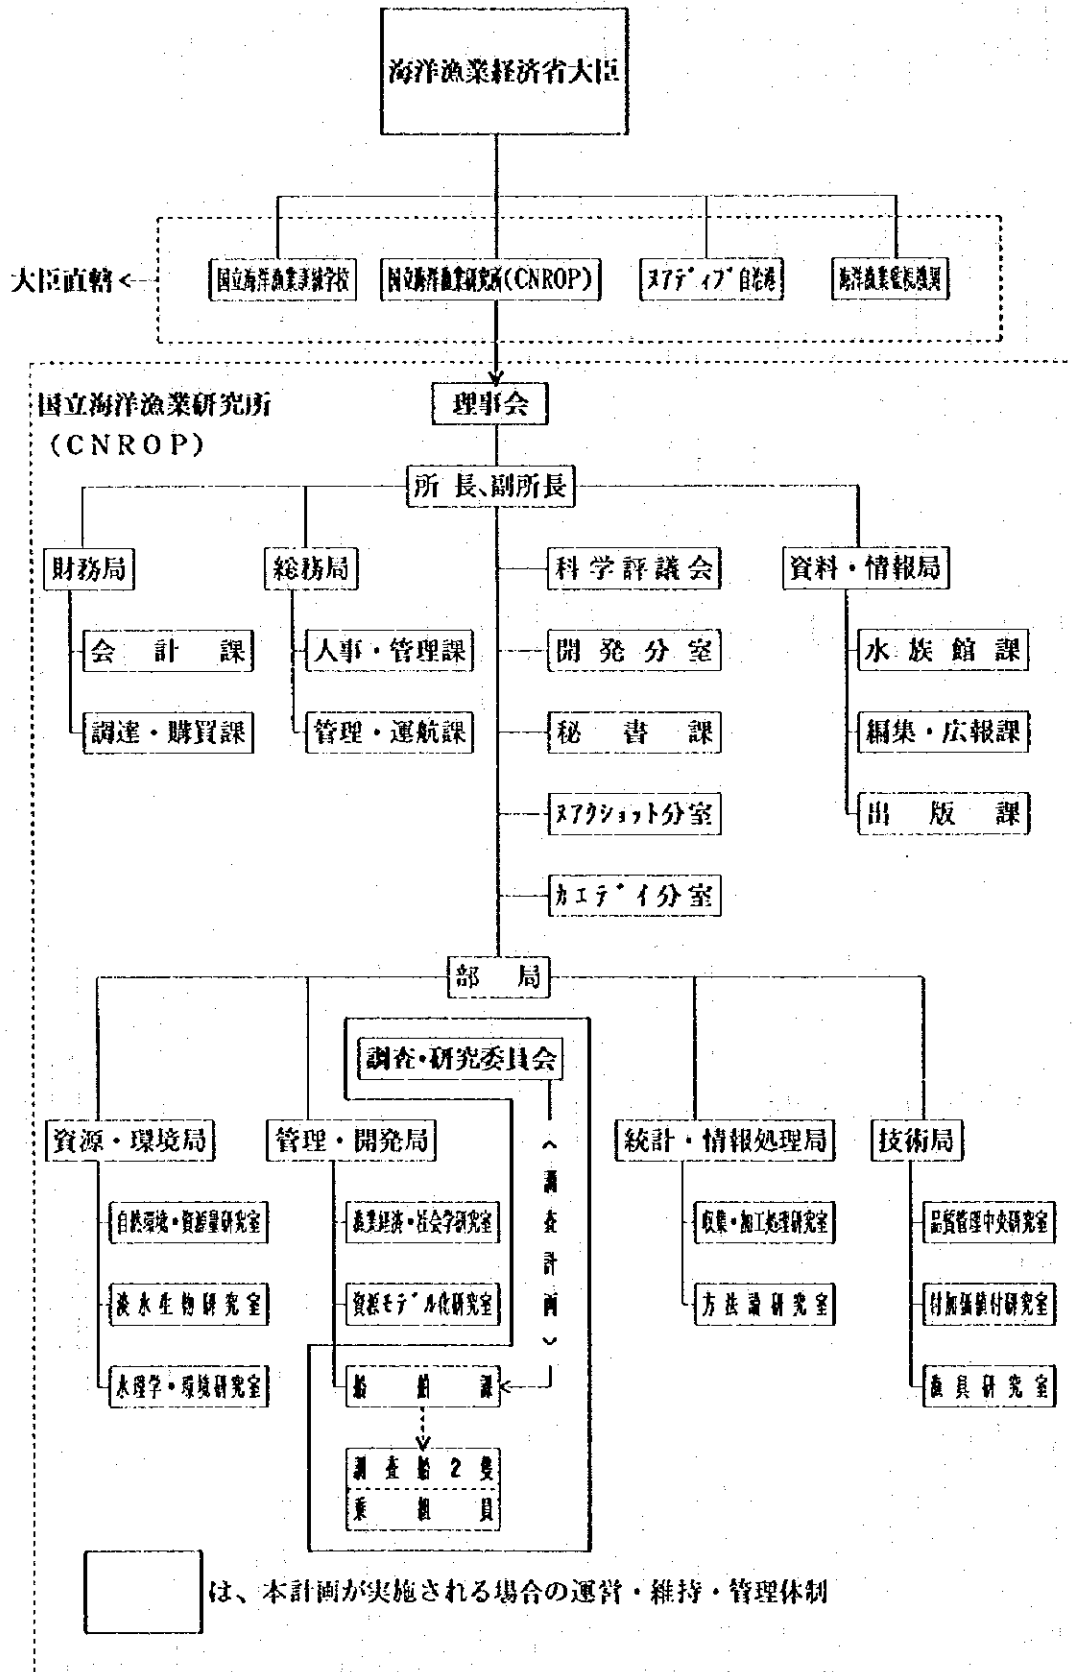 海洋漁業経済省大臣
大臣直轄
国立海洋漁業訓練学校
国立海洋漁業研究所(CNROP)
ヌアディブ自治港
海洋漁業監視機関
国立海洋漁業研究所
(CNROP)
理事会
所長、副所長
財務局
総務局
科学評議会
資料・情報局
会計課
人事・管理課
開発分室
水族館課
調達・購買課
管理・運航課
秘書課
編集・広報課
ヌアクショット分室
出版課
カエデイ分室
部局
調査・研究委員会
資源・環境局
管理・開発局
〈調査計画〉
統計・情報処理局
技術局
自然環境・資源量研究室
漁業経済・社会学研究室
収集・加工処理研究室
品質管理中央研究室
淡水生物研究室
資源モデル化研究室
方法論研究室
付加価値付研究室
水理学・環境研究室
船舶課
漁具研究室
調査船2隻
乗組員
は、本計画が実施される場合の運営・維持・管理体制